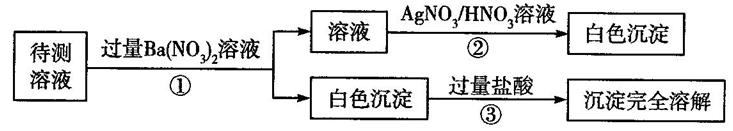 待测
溶液
过量Ba(NO₃)₂溶液
①
溶液
AgNO₃/HNO₃溶液
②
白色沉淀
白色沉淀
过量盐酸
③
沉淀完全溶解